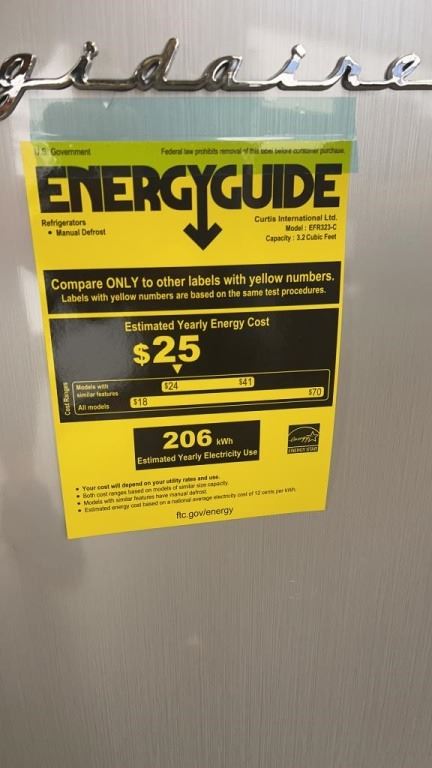 gidaire
U.S. Government
Federal law prohibits removal of this label before consumer purchase.
ENERGYGUIDE
Refrigerators
• Manual Defrost
Curtis International Ltd.
Model : EFR323-C
Capacity : 3.2 Cubic Feet
Compare ONLY to other labels with yellow numbers.
Labels with yellow numbers are based on the same test procedures.
Estimated Yearly Energy Cost
$25
Cost Ranges
Models with
similar features
$24
$41
All models
$18
$70
206 kWh
Estimated Yearly Electricity Use
energy
ENERGY STAR
• Your cost will depend on your utility rates and use.
• Both cost ranges based on models of similar size capacity.
• Models with similar features have manual defrost.
• Estimated energy cost based on a national average electricity cost of 12 cents per kWh.
ftc.gov/energy